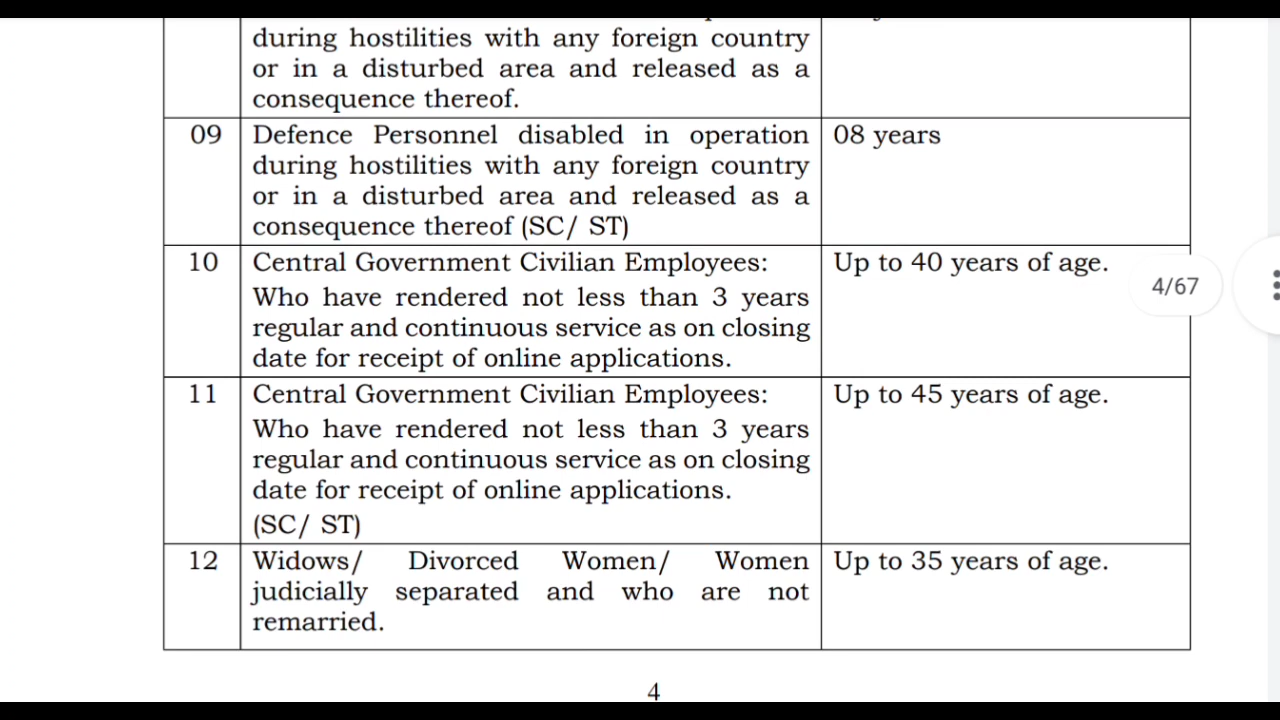 during hostilities with any foreign country
or in a disturbed area and released as a
consequence thereof.
09 Defence Personnel disabled in operation 08 years
during hostilities with any foreign country
or in a disturbed area and released as a
consequence thereof (SC/ ST)
10 Central Government Civilian Employees: Up to 40 years of age.
4/67
Who have rendered not less than 3 years
regular and continuous service as on closing
date for receipt of online applications.
11 Central Government Civilian Employees: Up to 45 years of age.
Who have rendered not less than 3 years
regular and continuous service as on closing
date for receipt of online applications.
(SC/ ST)
12 Widows/ Divorced Women/ Women Up to 35 years of age.
judicially separated and who are not
remarried.
4